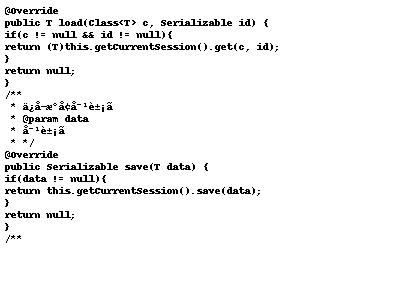 @Override
public T load(Class<T> c, Serializable id) {
if(c != null && id != null){
return (T)this.getCurrentSession().get(c, id);
}
return null;
}
/**
 * ä¿å-æ°å¢å¯¹è±¡ã
 * @param data
 * å¯¹è±¡ã
 * */
@Override
public Serializable save(T data) {
if(data != null){
return this.getCurrentSession().save(data);
}
return null;
}
/**